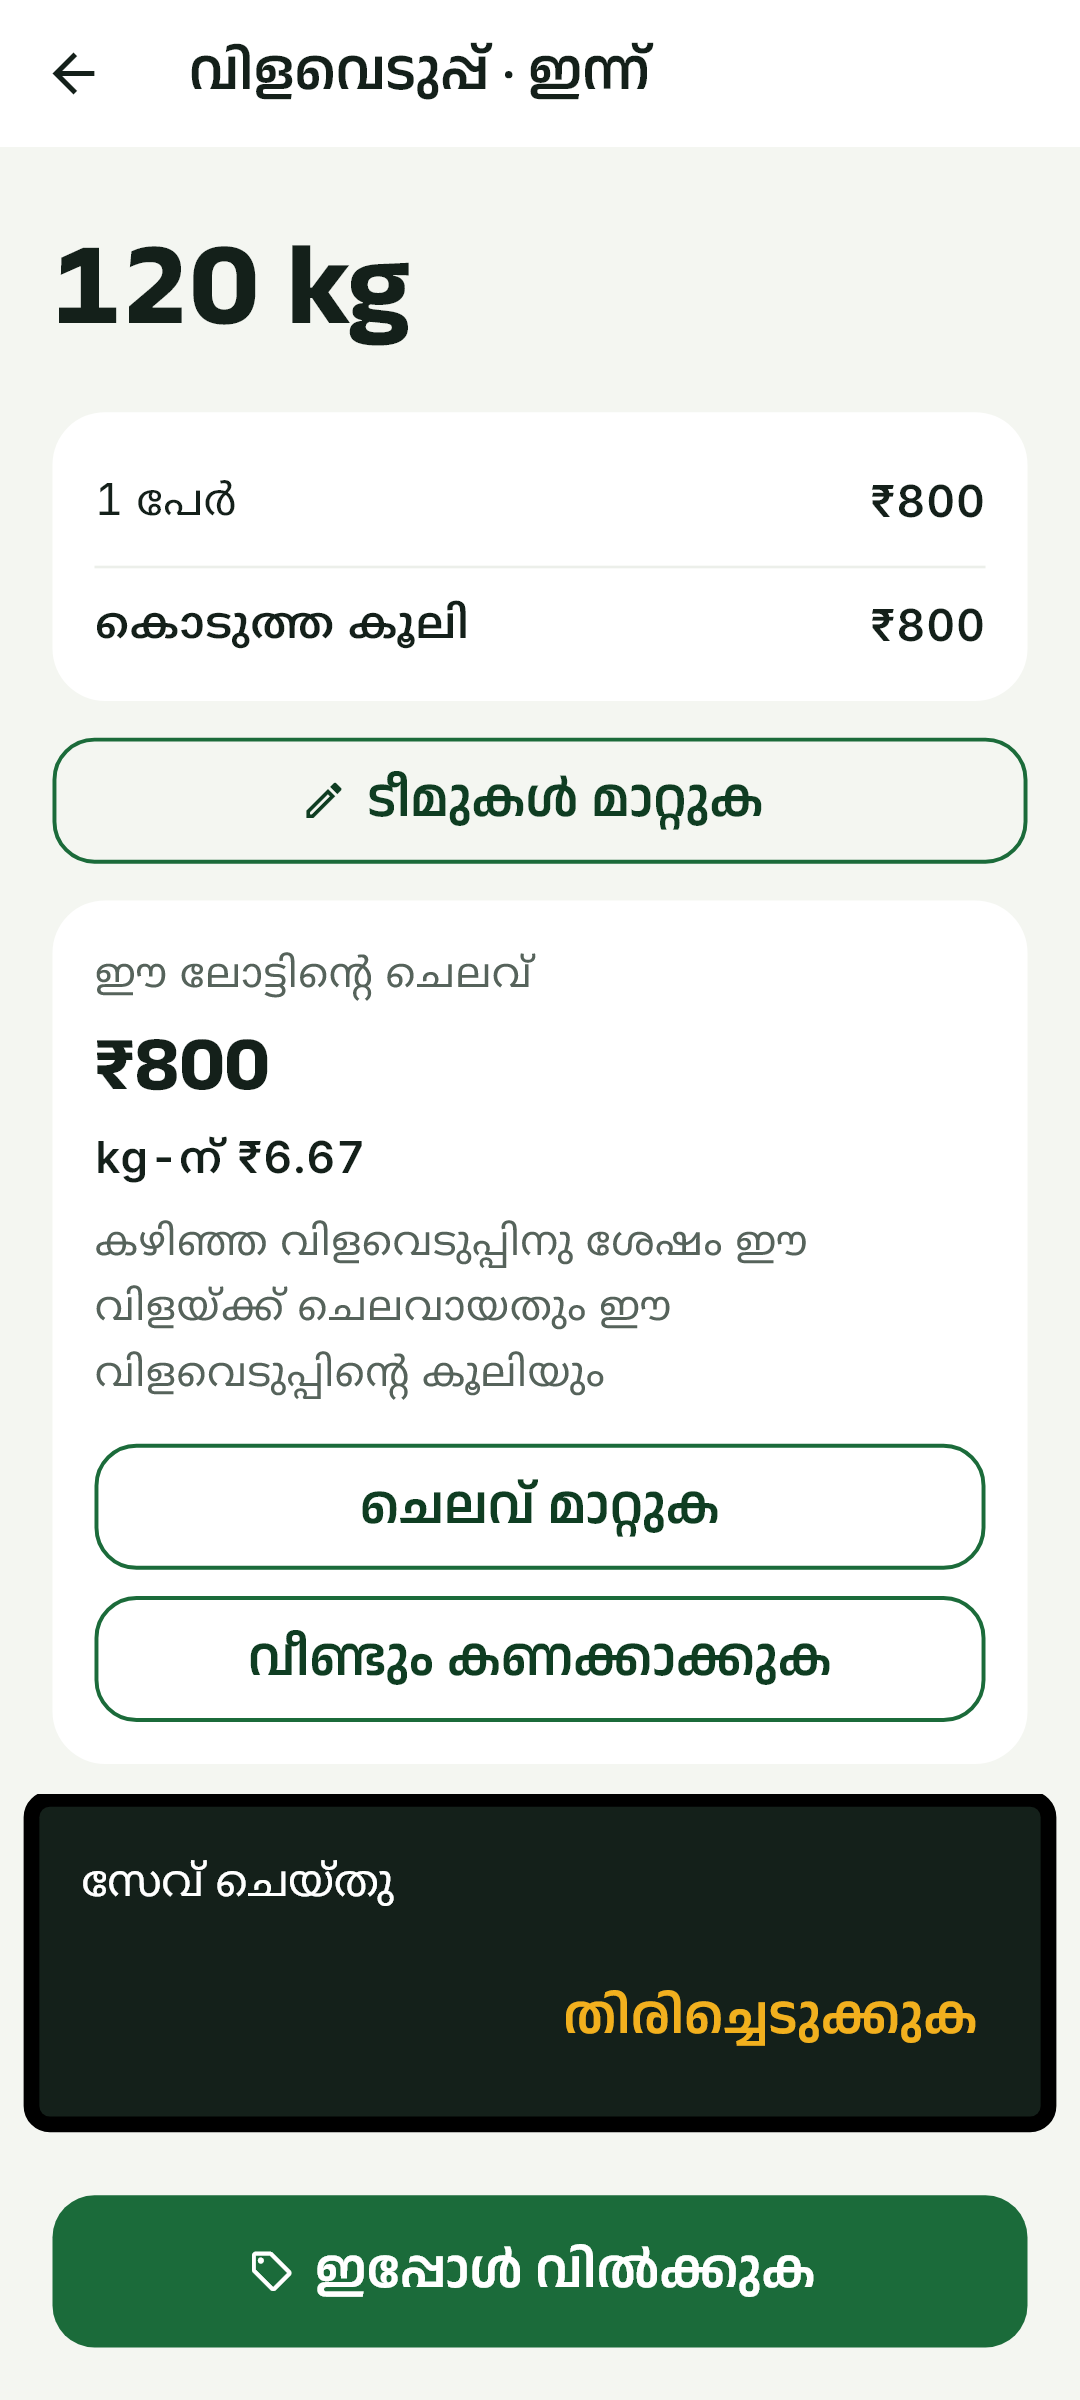 വിളവെടുപ്പ് · ഇന്ന്
120 kg
1 പേർ ₹800
കൊടുത്ത കൂലി ₹800
ടീമുകൾ മാറ്റുക
ഈ ലോട്ടിന്റെ ചെലവ്
₹800
kg-ന് ₹6.67
കഴിഞ്ഞ വിളവെടുപ്പിനു ശേഷം ഈ
വിളയ്ക്ക് ചെലവായതും ഈ
വിളവെടുപ്പിന്റെ കൂലിയും
ചെലവ് മാറ്റുക
വീണ്ടും കണക്കാക്കുക
സേവ് ചെയ്തു
തിരിച്ചെടുക്കുക
ഇപ്പോൾ വിൽക്കുക